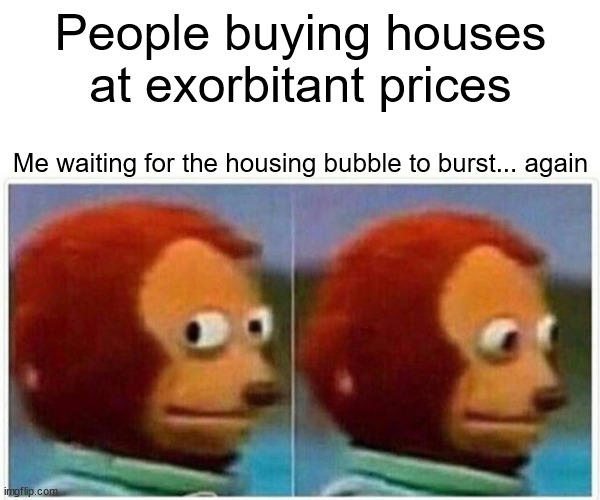 People buying houses
at exorbitant prices
Me waiting for the housing bubble to burst... again
imgflip.com